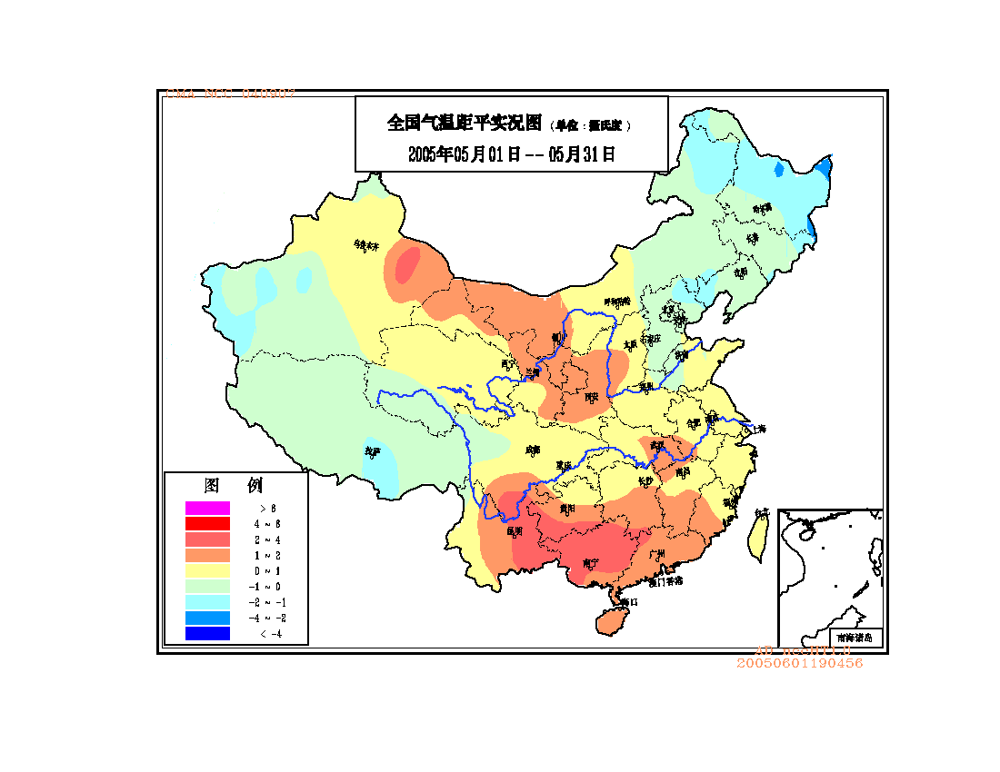 CMA NCC 040902
全国气温距平实况图（单位：摄氏度）
2005年05月01日 -- 05月31日
哈尔滨
长春
乌鲁木齐
沈阳
呼和浩特
北京
天津
银川
太原
石家庄
济南
西宁
兰州
西安
郑州
合肥
南京
上海
成都
拉萨
武汉
重庆
南昌
长沙
福州
贵阳
昆明
台北
广州
南宁
澳门香港
海口
图 例
> 6
4 ~ 6
2 ~ 4
1 ~ 2
0 ~ 1
-1 ~ 0
-2 ~ -1
-4 ~ -2
< -4
南海诸岛
20050601190456